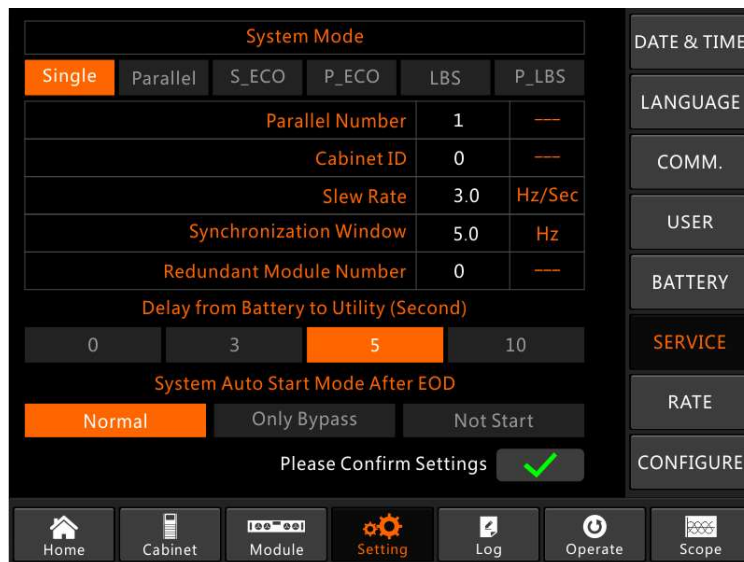 System Mode
Single Parallel S_ECO P_ECO LBS P_LBS
Parallel Number 1 ---
Cabinet ID 0 ---
Slew Rate 3.0 Hz/Sec
Synchronization Window 5.0 Hz
Redundant Module Number 0 ---
Delay from Battery to Utility (Second)
0 3 5 10
System Auto Start Mode After EOD
Normal Only Bypass Not Start
Please Confirm Settings
DATE & TIME
LANGUAGE
COMM.
USER
BATTERY
SERVICE
RATE
CONFIGURE
Home Cabinet Module Setting Log Operate Scope